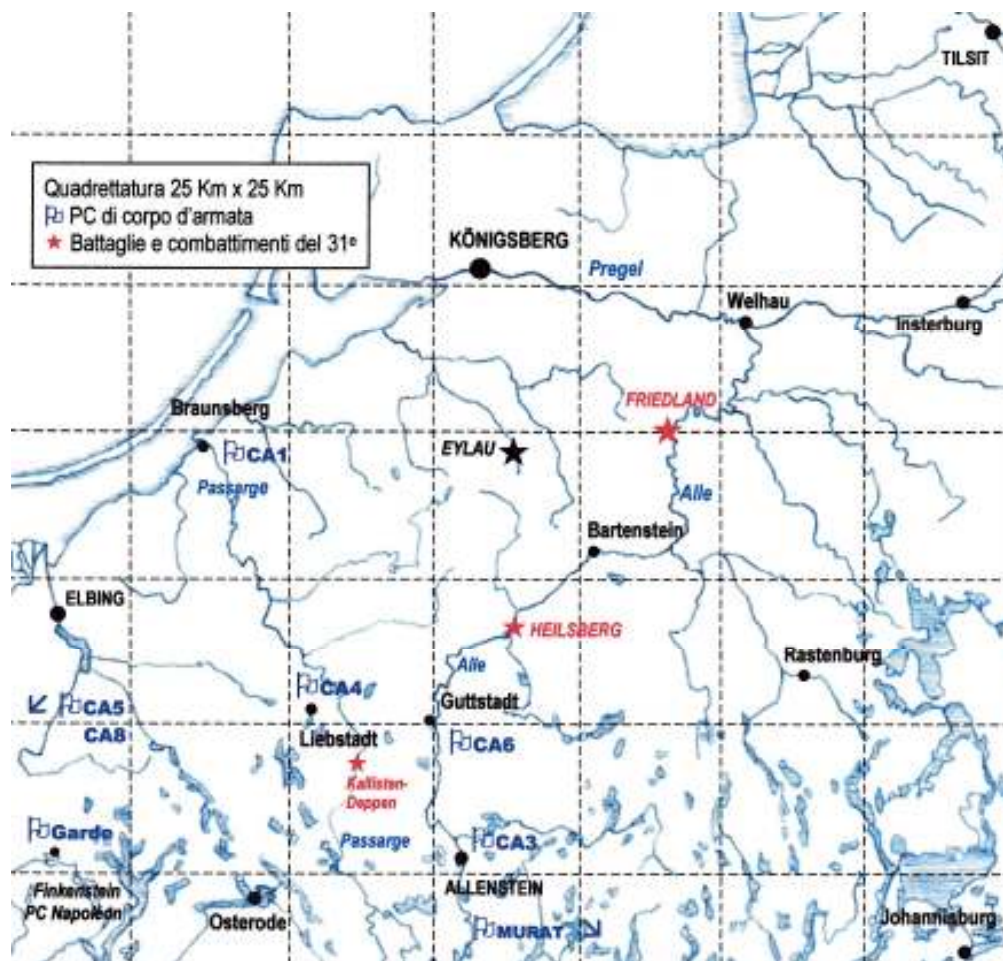 TILSIT
Quadrettatura 25 Km x 25 Km
PC di corpo d'armata
Battaglie e combattimenti del 31e
KÖNIGSBERG
Pregel
Welhau
Insterburg
Braunsberg
FRIEDLAND
CA1
EYLAU
Passarge
Alle
Bartenstein
ELBING
HEILSBERG
Alle
Rastenburg
CA4
CA5
Guttstadt
CA8
Liebstadt
CA6
Kallisten-
Deppen
Garde
Passarge
CA3
Finkenstein
PC Napoleón
ALLENSTEIN
Osterode
Johannisburg
MURAT